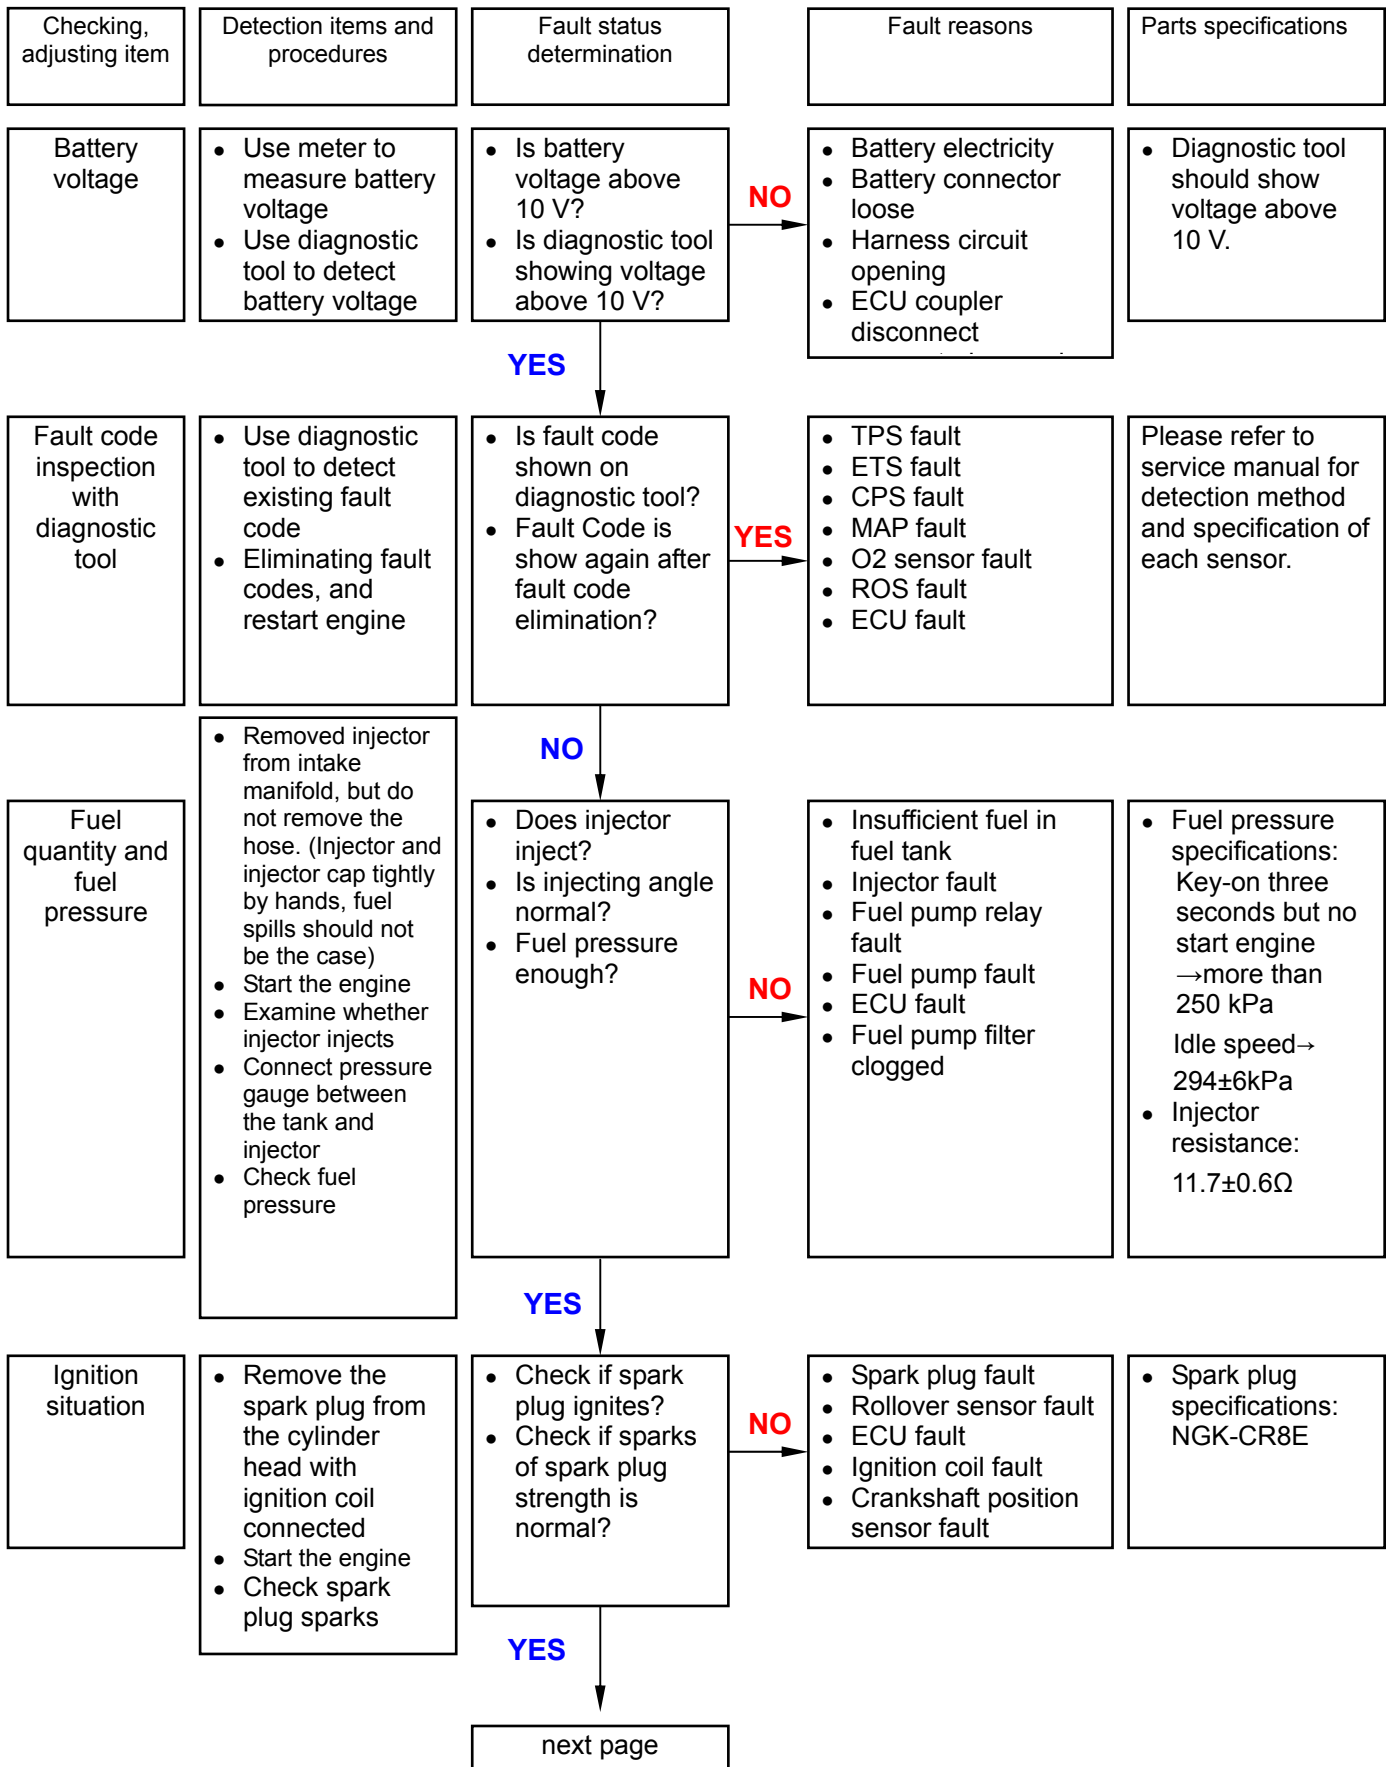 Checking,
adjusting item
Detection items and
procedures
Fault status
determination
Fault reasons
Parts specifications
Battery
voltage
• Use meter to
measure battery
voltage
• Use diagnostic
tool to detect
battery voltage
• Is battery
voltage above
10 V?
• Is diagnostic tool
showing voltage
above 10 V?
NO
• Battery electricity
• Battery connector
loose
• Harness circuit
opening
• ECU coupler
disconnect
• Diagnostic tool
should show
voltage above
10 V.
YES
Fault code
inspection
with
diagnostic
tool
• Use diagnostic
tool to detect
existing fault
code
• Eliminating fault
codes, and
restart engine
• Is fault code
shown on
diagnostic tool?
• Fault Code is
show again after
fault code
elimination?
YES
• TPS fault
• ETS fault
• CPS fault
• MAP fault
• O2 sensor fault
• ROS fault
• ECU fault
Please refer to
service manual for
detection method
and specification of
each sensor.
NO
Fuel
quantity and
fuel
pressure
• Removed injector
from intake
manifold, but do
not remove the
hose. (Injector and
injector cap tightly
by hands, fuel
spills should not
be the case)
• Start the engine
• Examine whether
injector injects
• Connect pressure
gauge between
the tank and
injector
• Check fuel
pressure
• Does injector
inject?
• Is injecting angle
normal?
• Fuel pressure
enough?
NO
• Insufficient fuel in
fuel tank
• Injector fault
• Fuel pump relay
fault
• Fuel pump fault
• ECU fault
• Fuel pump filter
clogged
• Fuel pressure
specifications:
Key-on three
seconds but no
start engine
→more than
250 kPa
Idle speed→
294±6kPa
• Injector
resistance:
11.7±0.6Ω
YES
Ignition
situation
• Remove the
spark plug from
the cylinder
head with
ignition coil
connected
• Start the engine
• Check spark
plug sparks
• Check if spark
plug ignites?
• Check if sparks
of spark plug
strength is
normal?
NO
• Spark plug fault
• Rollover sensor fault
• ECU fault
• Ignition coil fault
• Crankshaft position
sensor fault
• Spark plug
specifications:
NGK-CR8E
YES
next page